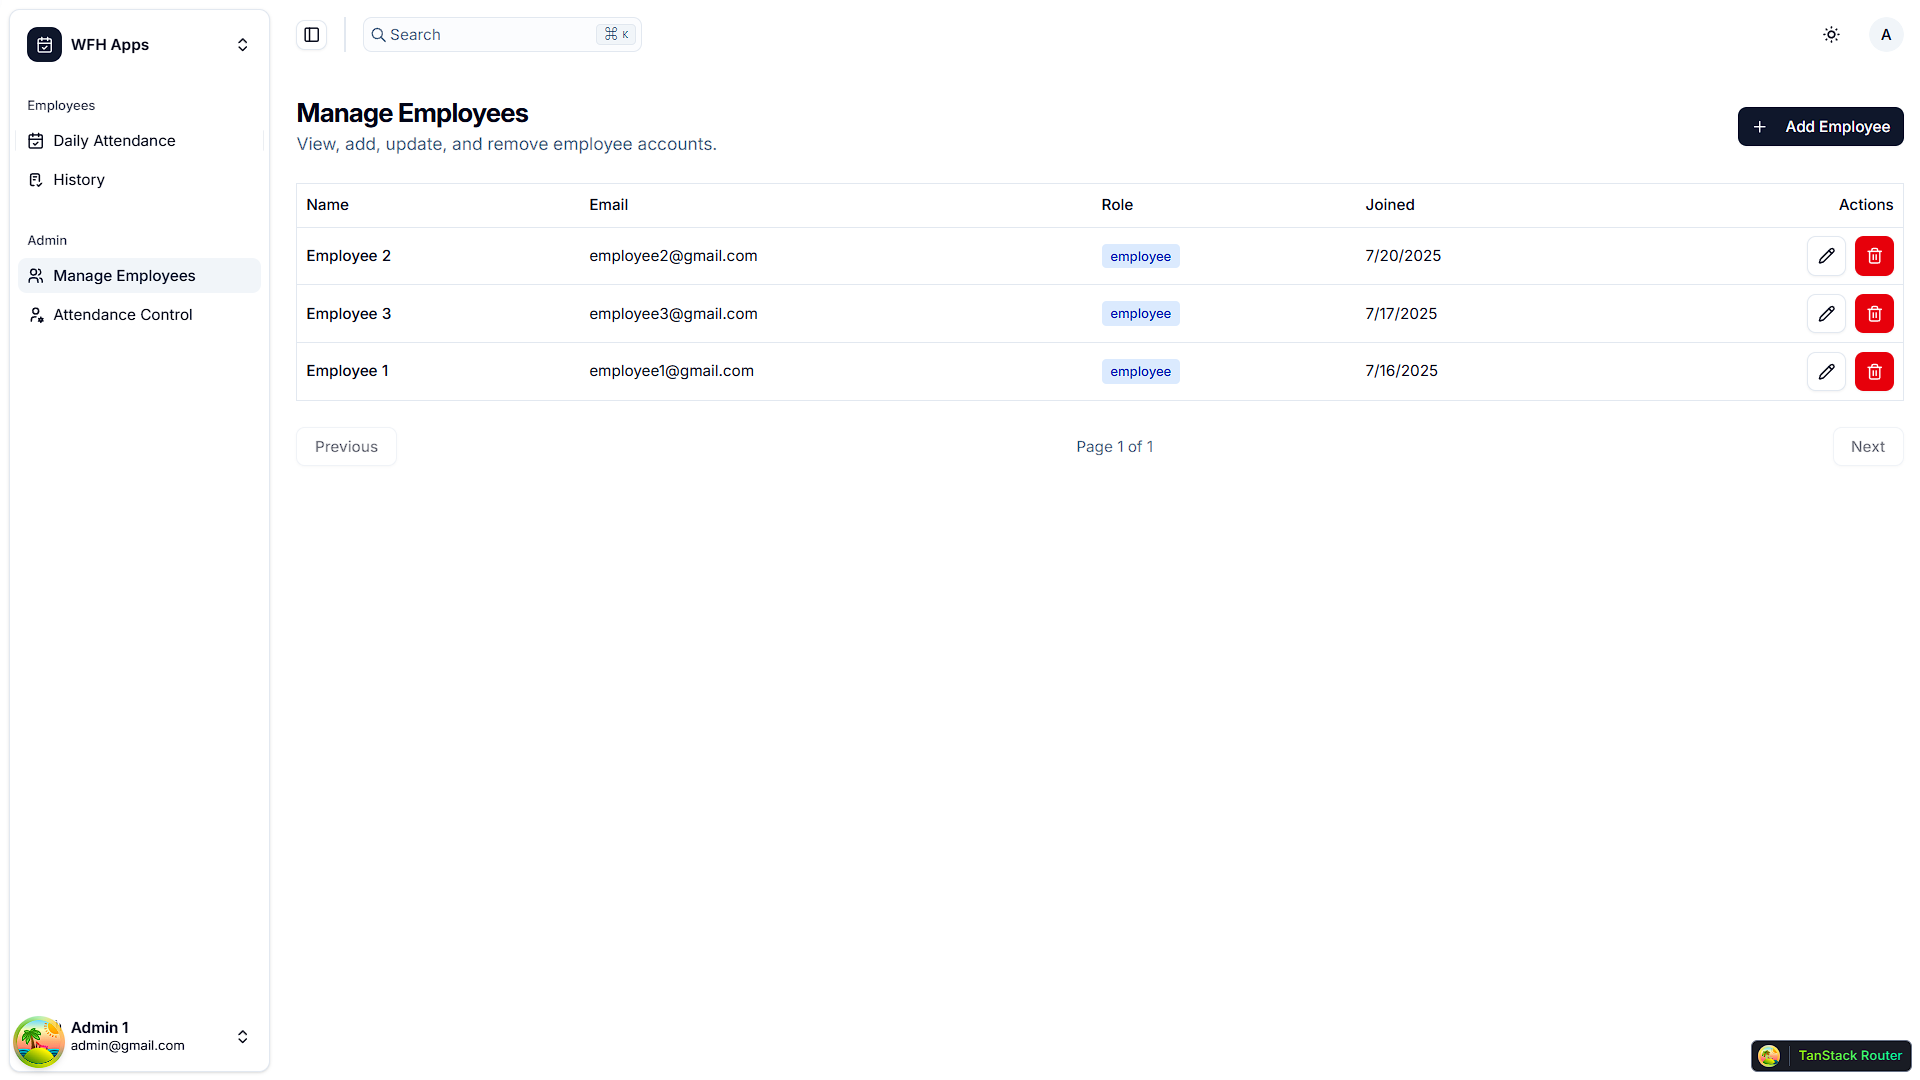 WFH Apps
Employees
Daily Attendance
History
Admin
Manage Employees
Attendance Control
Admin 1
admin@gmail.com
Search
⌘ K
A
Manage Employees
View, add, update, and remove employee accounts.
Add Employee
Name Email Role Joined Actions
Employee 2 employee2@gmail.com employee 7/20/2025
Employee 3 employee3@gmail.com employee 7/17/2025
Employee 1 employee1@gmail.com employee 7/16/2025
Previous Page 1 of 1 Next
TanStack Router